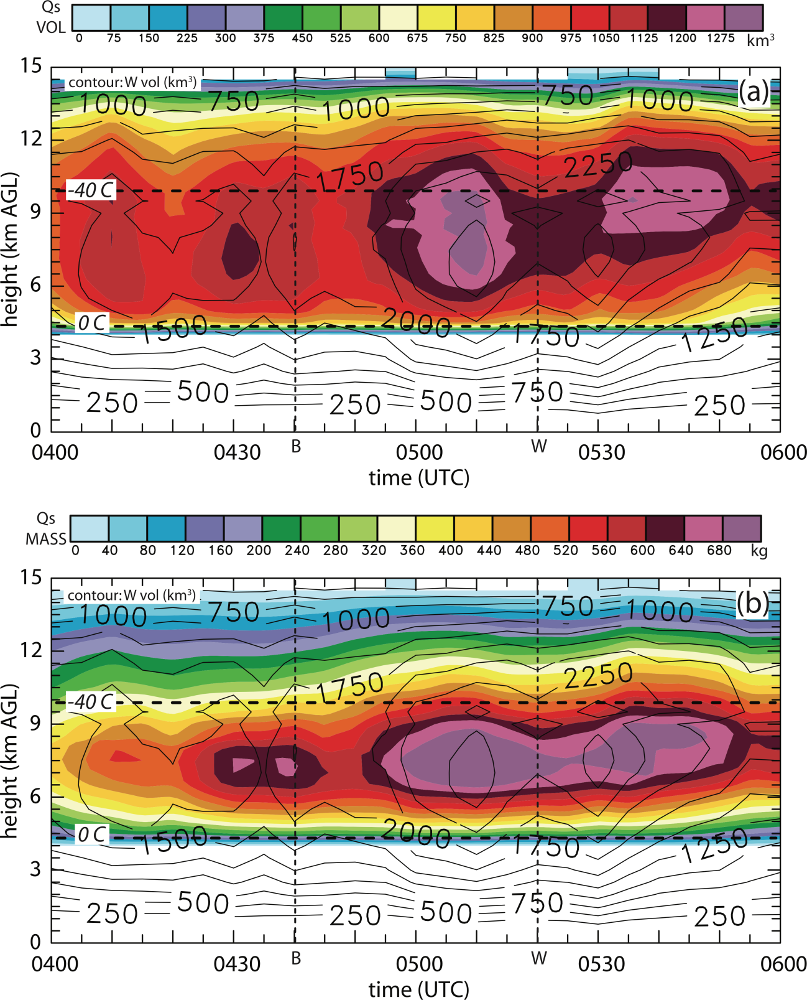 Qs
VOL
0 75 150 225 300 375 450 525 600 675 750 825 900 975 1050 1125 1200 1275 km³
15
contour: W vol (km³)
(a)
1000 750 1000 750 1000
12
1750 2250
-40 C
9
height (km AGL)
6
0 C
1500 2000 1750 1250
3
250 500 250 500 750 250
0
0400 0430 B 0500 W 0530 0600
time (UTC)
Qs
MASS
0 40 80 120 160 200 240 280 320 360 400 440 480 520 560 600 640 680 kg
15
contour: W vol (km³)
(b)
1000 750 1000 750 1000
12
1750 2250
-40 C
9
height (km AGL)
6
0 C
1500 2000 1750 1250
3
250 500 250 500 750 250
0
0400 0430 B 0500 W 0530 0600
time (UTC)